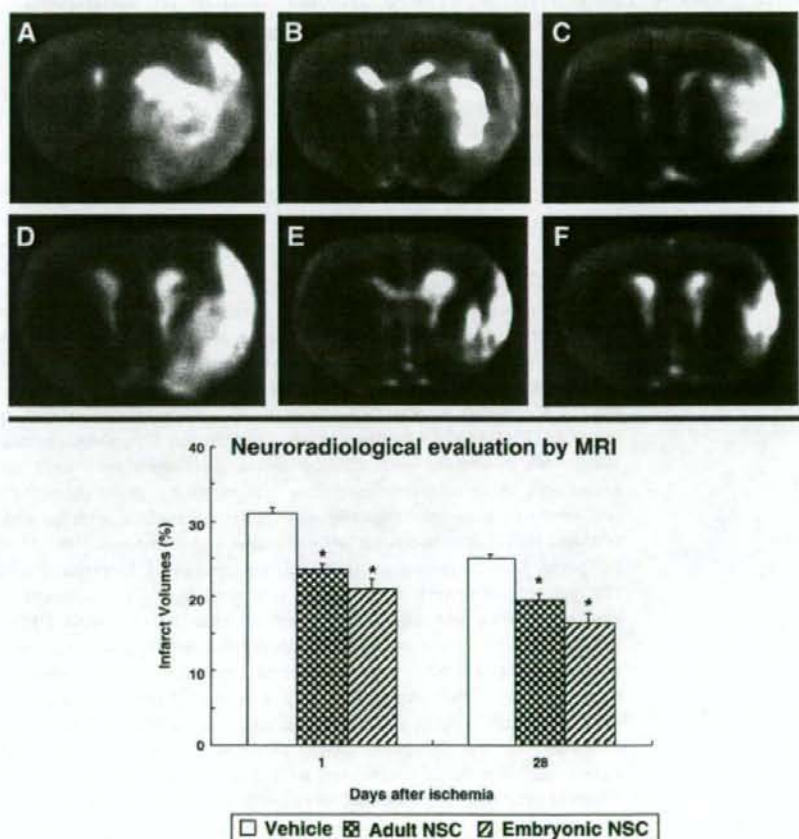 A B C
D E F
Neuroradiological evaluation by MRI
40
30
20
10
0
Infarct Volumes (%)
* * * *
1 28
Days after ischemia
Vehicle Adult NSC Embryonic NSC